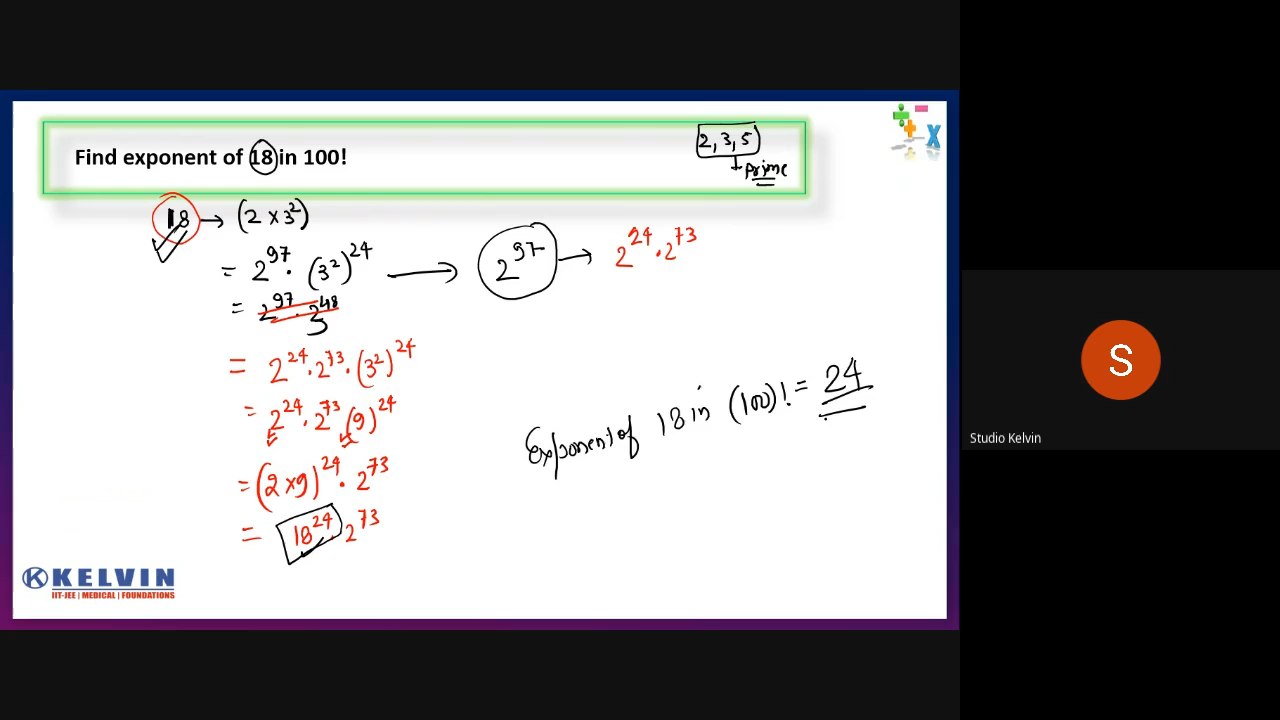 2, 3, 5
Prime
Find exponent of 18 in 100!
18 → (2 × 3²)
= 2⁹⁷ · (3²)²⁴ → 2⁹⁷ → 2²⁴ · 2⁷³
= 2⁹⁷ · 3⁴⁸
= 2²⁴ · 2⁷³ · (3²)²⁴
= 2²⁴ · 2⁷³ (9)²⁴
Exponent of 18 in (100)! = 24
= (2 × 9)²⁴ · 2⁷³
= 18²⁴ · 2⁷³
KELVIN
IIT-JEE | MEDICAL | FOUNDATIONS
S
Studio Kelvin